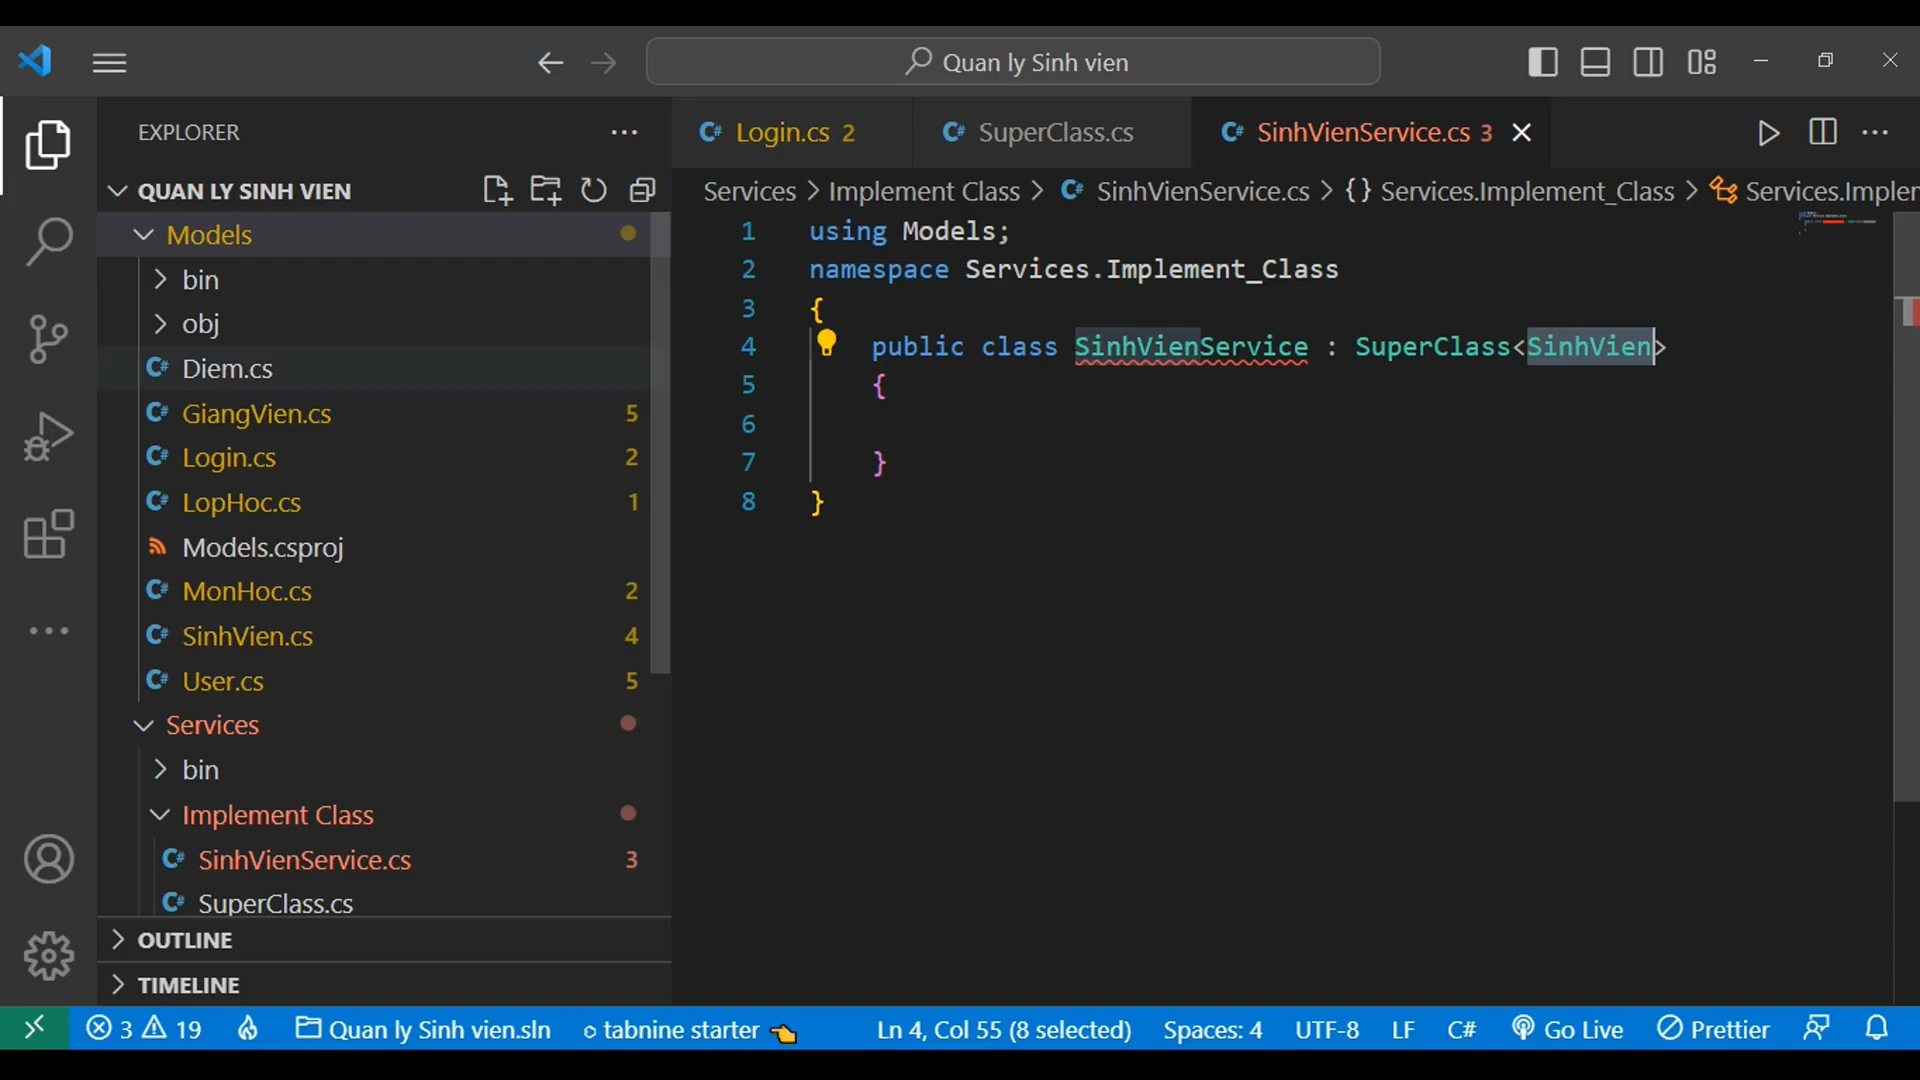 Quan ly Sinh vien
EXPLORER
QUAN LY SINH VIEN
Models
bin
obj
Diem.cs
GiangVien.cs 5
Login.cs 2
LopHoc.cs 1
Models.csproj
MonHoc.cs 2
SinhVien.cs 4
User.cs 5
Services
bin
Implement Class
SinhVienService.cs 3
SuperClass.cs
OUTLINE
TIMELINE
Login.cs 2 SuperClass.cs SinhVienService.cs 3
Services > Implement Class > SinhVienService.cs > {} Services.Implement_Class > Services.Implem
1 using Models;
2 namespace Services.Implement_Class
3 {
4 public class SinhVienService : SuperClass<SinhVien>
5 {
6
7 }
8 }
3 19 Quan ly Sinh vien.sln tabnine starter Ln 4, Col 55 (8 selected) Spaces: 4 UTF-8 LF C# Go Live Prettier